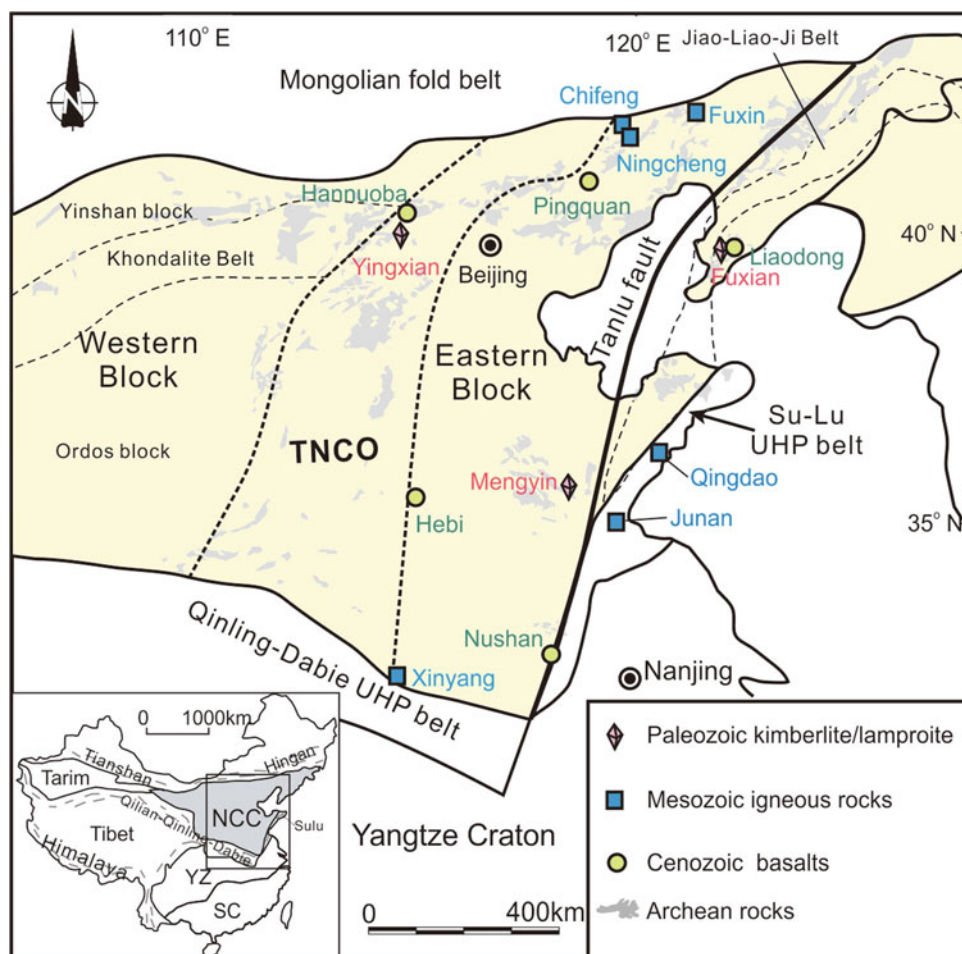 110° E
120° E
Jiao-Liao-Ji Belt
Mongolian fold belt
N
Chifeng
Fuxin
Ningcheng
Hannuoba
Pingquan
Yinshan block
Khondalite Belt
Yingxian
Beijing
Tanlu fault
Liaodong
Fuxian
40° N
Western
Block
Eastern
Block
Su-Lu
UHP belt
Ordos block
TNCO
Mengyin
Qingdao
Hebi
Junan
35° N
Qinling-Dabie UHP belt
Nushan
Xinyang
Nanjing
Yangtze Craton
0 400km
0 1000km
Tianshan
Hingan
Tarim
Qilian-Qinling-Dabie
NCC
Sulu
Tibet
Himalaya
YZ
SC
Paleozoic kimberlite/lamproite
Mesozoic igneous rocks
Cenozoic basalts
Archean rocks